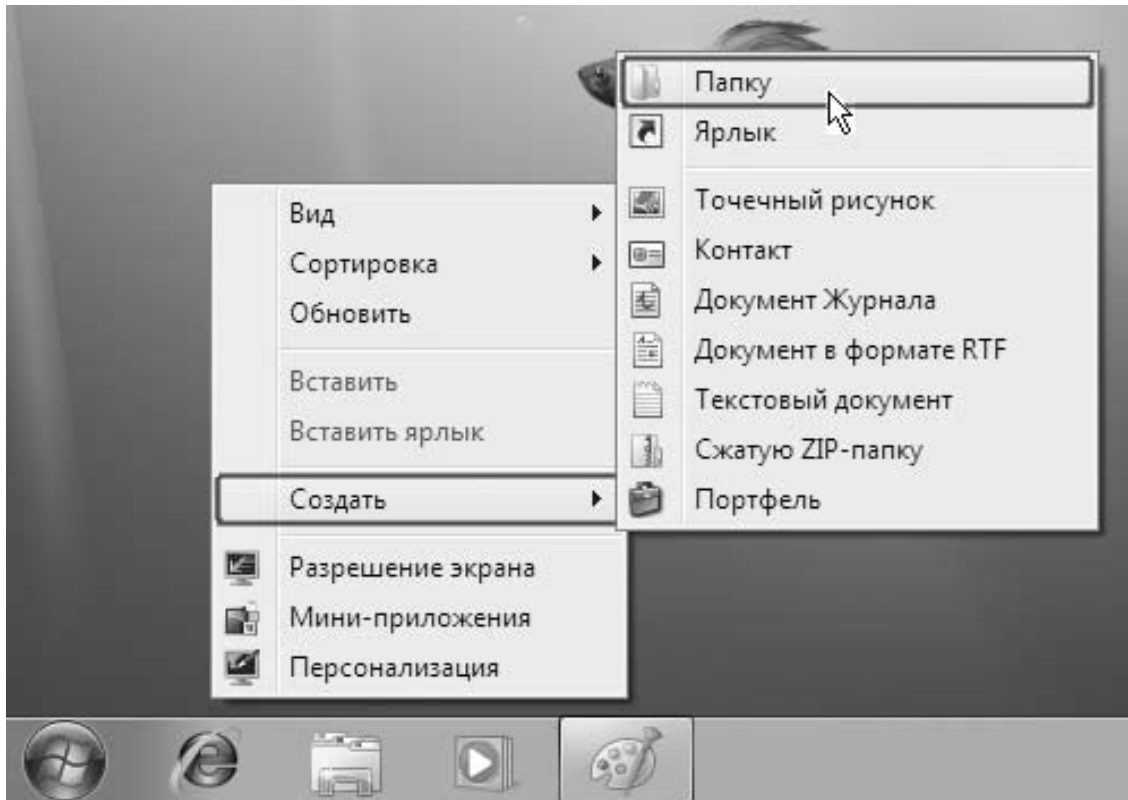 Вид
Сортировка
Обновить
Вставить
Вставить ярлык
Создать
Разрешение экрана
Мини-приложения
Персонализация
Папку
Ярлык
Точечный рисунок
Контакт
Документ Журнала
Документ в формате RTF
Текстовый документ
Сжатую ZIP-папку
Портфель